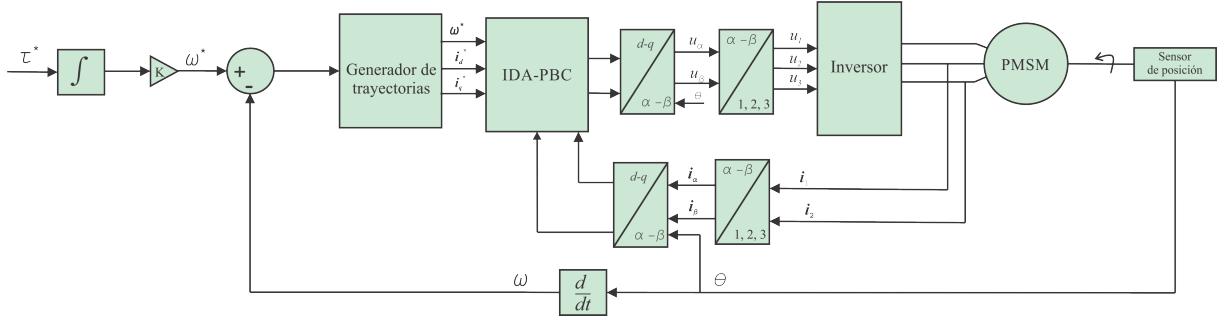 τ*
∫
K
ω*
+
-
Generador de
trayectorias
ω*
i_d*
i_q*
IDA-PBC
d-q
α-β
u_α
u_β
θ
α-β
1, 2, 3
u_1
u_2
u_3
Inversor
PMSM
Sensor
de posición
d-q
α-β
i_α
i_β
α-β
1, 2, 3
i_1
i_2
ω
d
dt
θ